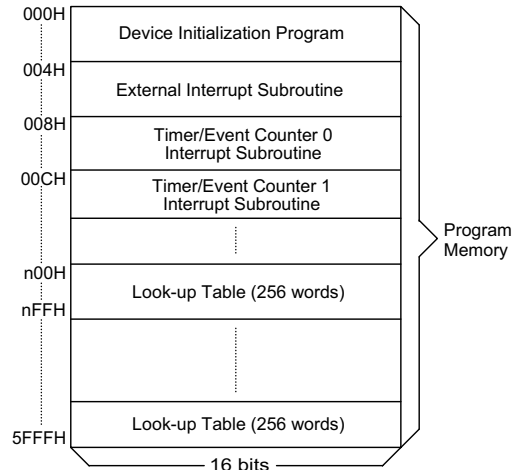 000H
Device Initialization Program
004H
External Interrupt Subroutine
008H
Timer/Event Counter 0
Interrupt Subroutine
00CH
Timer/Event Counter 1
Interrupt Subroutine
Program
Memory
n00H
Look-up Table (256 words)
nFFH
Look-up Table (256 words)
5FFFH
16 bits